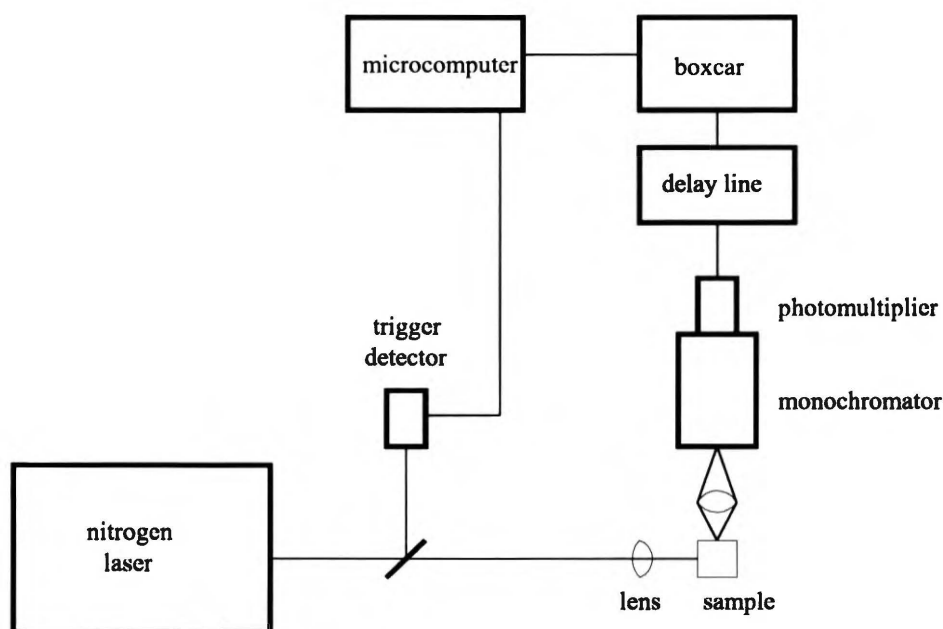 microcomputer
boxcar
delay line
photomultiplier
trigger
detector
monochromator
nitrogen
laser
lens
sample